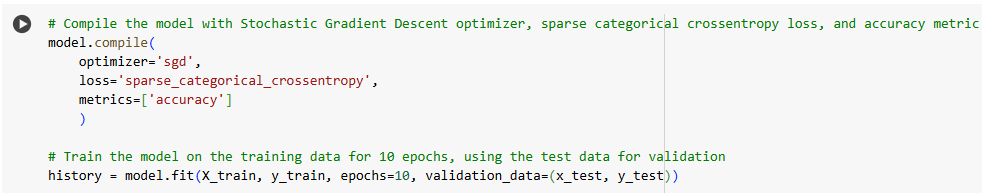 # Compile the model with Stochastic Gradient Descent optimizer, sparse categorical crossentropy loss, and accuracy metric
model.compile(
    optimizer='sgd',
    loss='sparse_categorical_crossentropy',
    metrics=['accuracy']
    )

# Train the model on the training data for 10 epochs, using the test data for validation
history = model.fit(X_train, y_train, epochs=10, validation_data=(x_test, y_test))